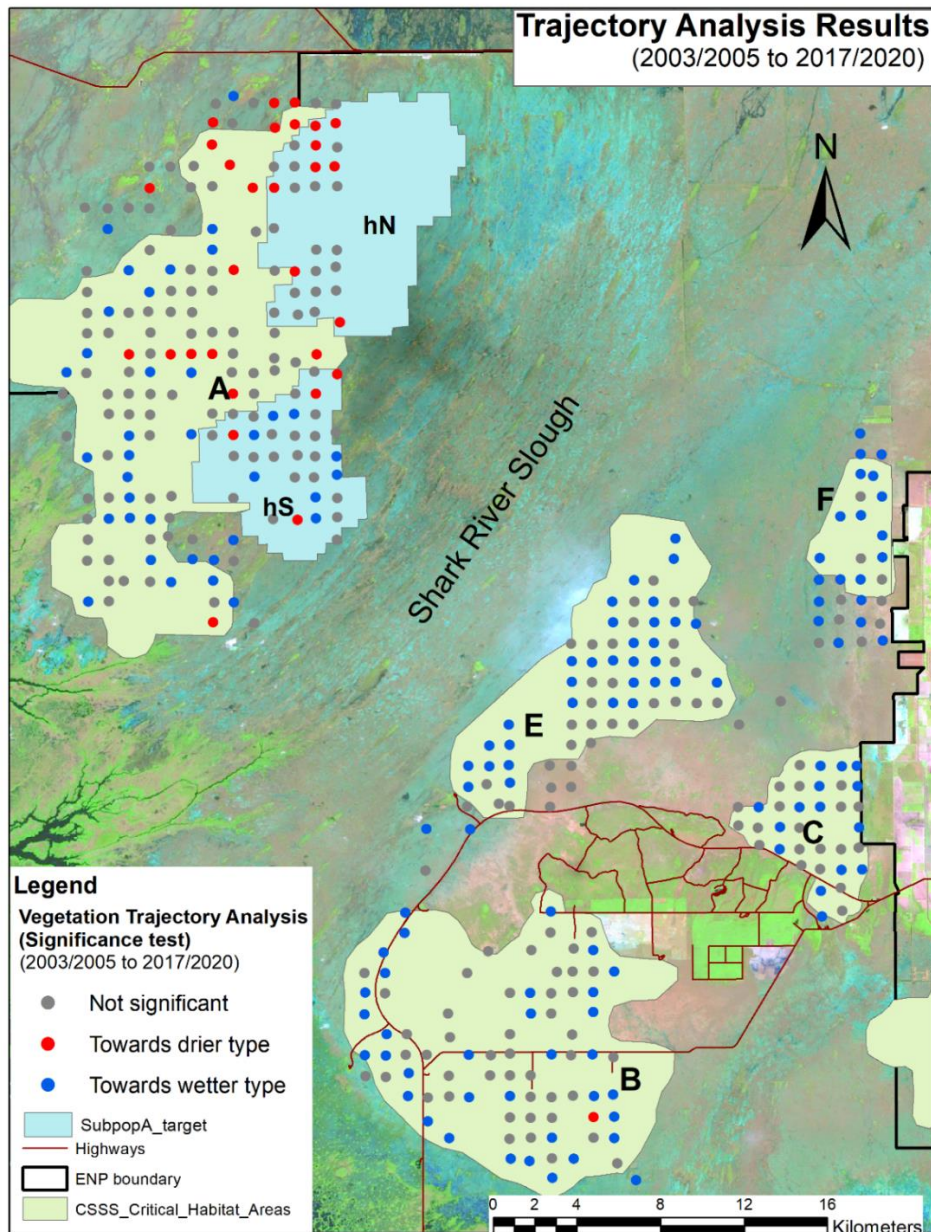 Trajectory Analysis Results
(2003/2005 to 2017/2020)
N
hN
A
hS
Shark River Slough
F
E
C
B
Legend
Vegetation Trajectory Analysis
(Significance test)
(2003/2005 to 2017/2020)
Not significant
Towards drier type
Towards wetter type
SubpopA_target
Highways
ENP boundary
CSSS_Critical_Habitat_Areas
0 2 4 8 12 16
Kilometers